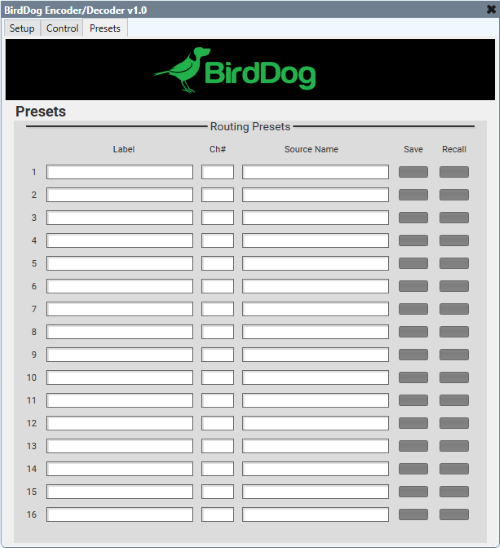 BirdDog Encoder/Decoder v1.0
Setup Control Presets
BirdDog
Presets
Routing Presets
Label Ch# Source Name Save Recall
1
2
3
4
5
6
7
8
9
10
11
12
13
14
15
16